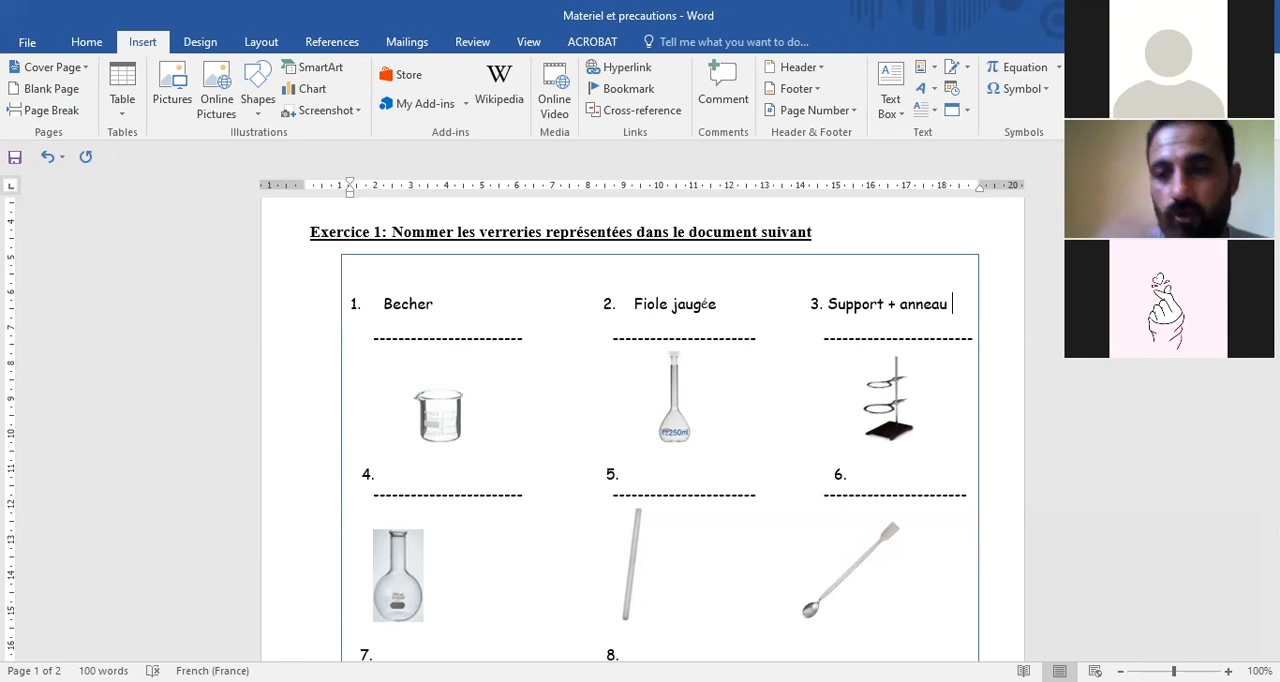 Materiel et precautions - Word
File Home Insert Design Layout References Mailings Review View ACROBAT Tell me what you want to do...
Cover Page
Blank Page
Page Break
Pages
Table
Tables
Pictures
Online Pictures
Shapes
SmartArt
Chart
Screenshot
Illustrations
Store
My Add-ins
Wikipedia
Add-ins
Online Video
Media
Hyperlink
Bookmark
Cross-reference
Links
Comment
Comments
Header
Footer
Page Number
Header & Footer
Text Box
Text
Equation
Symbol
Symbols
Exercice 1: Nommer les verreries représentées dans le document suivant
1. Becher 2. Fiole jaugée 3. Support + anneau
250ml
4. 5. 6.
7. 8.
Page 1 of 2 100 words French (France) 100%